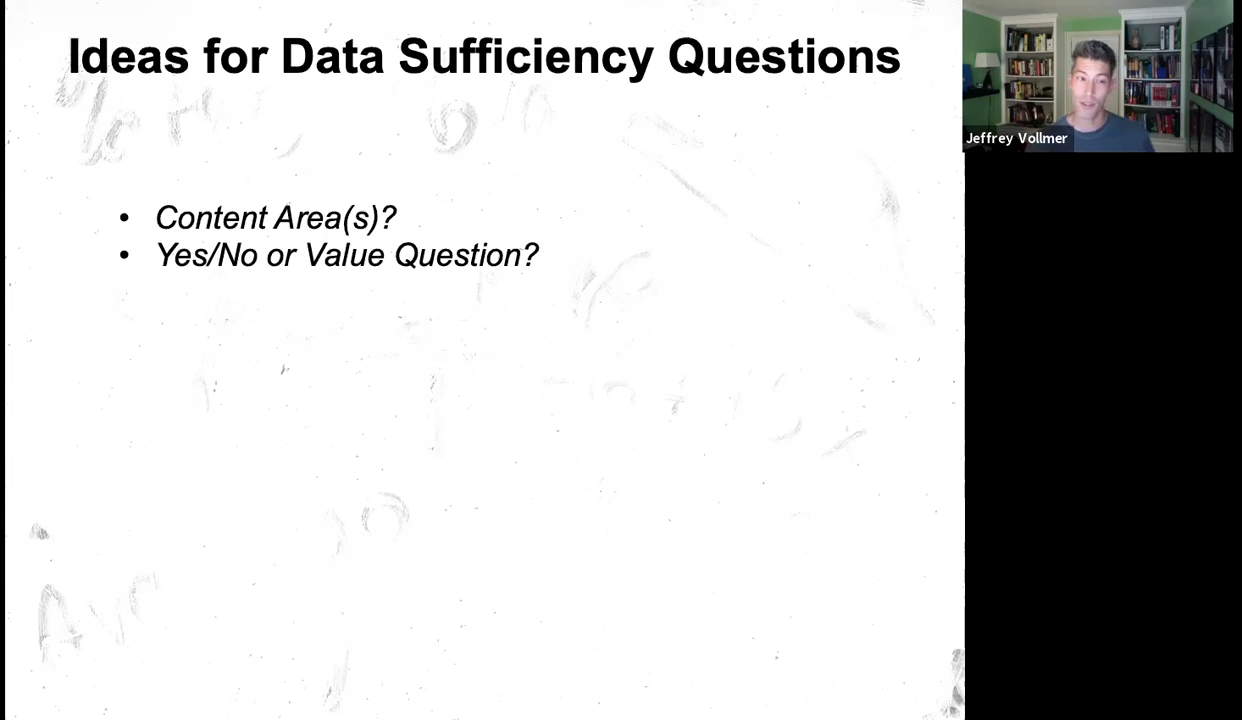 Ideas for Data Sufficiency Questions
Jeffrey Vollmer
• Content Area(s)?
• Yes/No or Value Question?